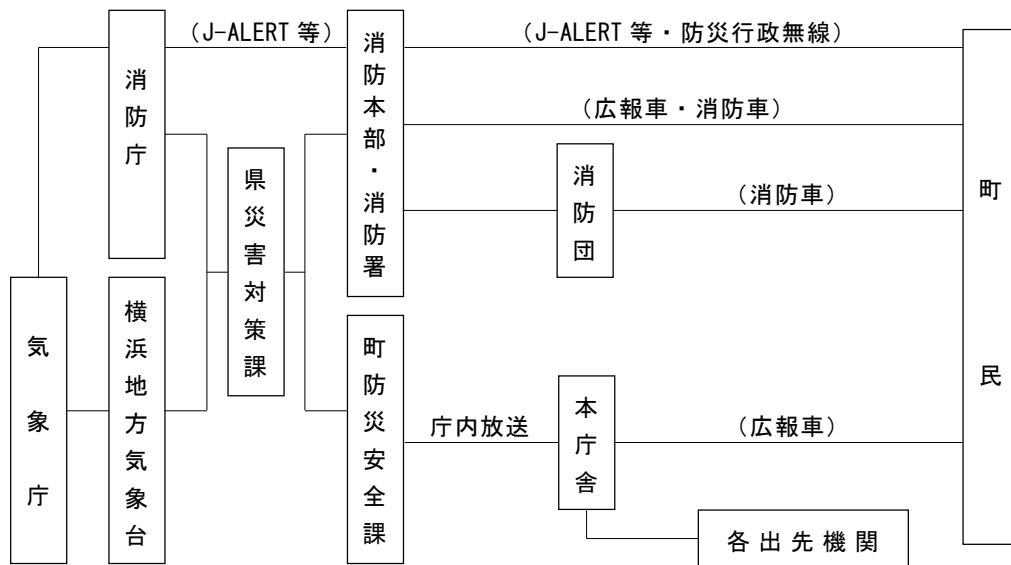 （J-ALERT 等）
（J-ALERT 等・防災行政無線）
消防庁
消防本部・消防署
（広報車・消防車）
県災害対策課
消防団
（消防車）
町民
気象庁
横浜地方気象台
町防災安全課
庁内放送
本庁舎
（広報車）
各出先機関